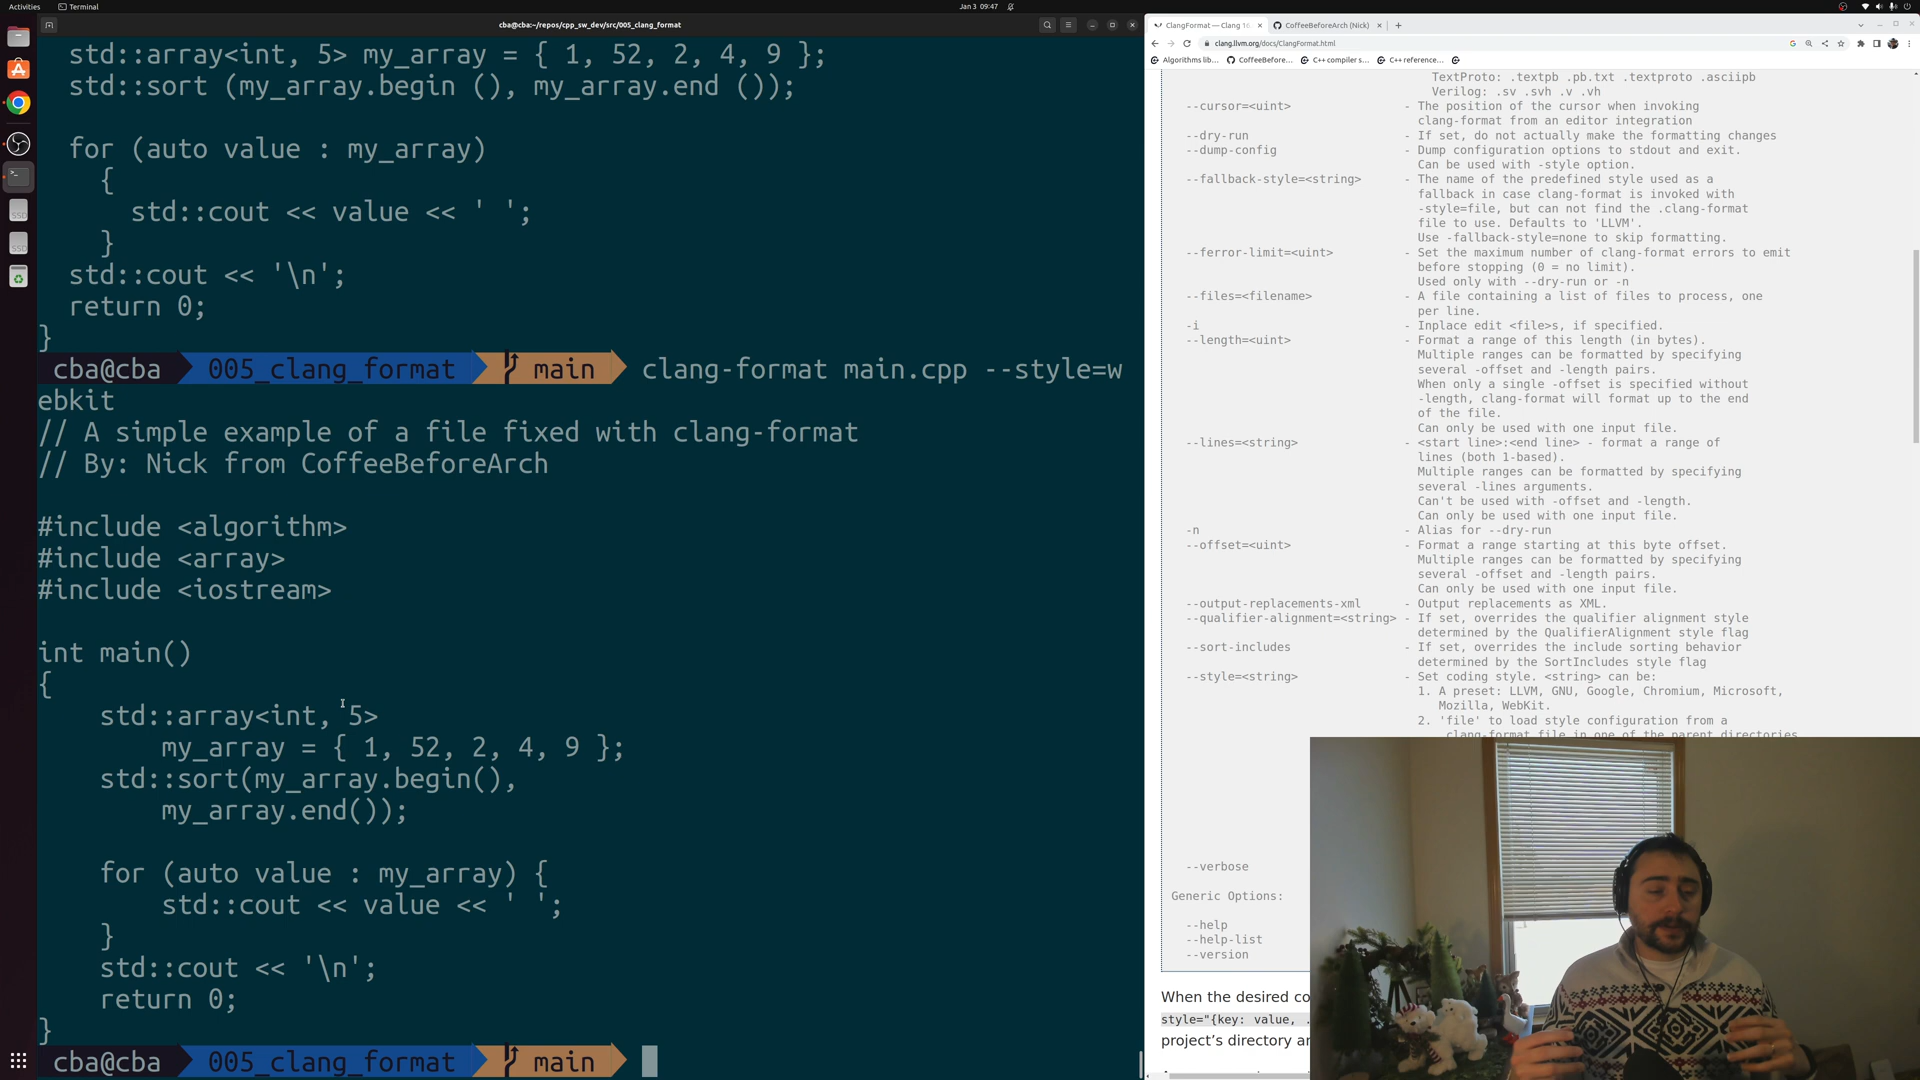 Activities
Terminal
Jan 3 09:47
cba@cba:~/repos/cpp_sw_dev/src/005_clang_format
std::array<int, 5> my_array = { 1, 52, 2, 4, 9 };
std::sort (my_array.begin (), my_array.end ());
for (auto value : my_array)
{
std::cout << value << ' ';
}
std::cout << '\n';
return 0;
}
cba@cba 005_clang_format main clang-format main.cpp --style=w
ebkit
// A simple example of a file fixed with clang-format
// By: Nick from CoffeeBeforeArch
#include <algorithm>
#include <array>
#include <iostream>
int main()
{
std::array<int, 5>
my_array = { 1, 52, 2, 4, 9 };
std::sort(my_array.begin(),
my_array.end());
for (auto value : my_array) {
std::cout << value << ' ';
}
std::cout << '\n';
return 0;
}
cba@cba 005_clang_format main
ClangFormat — Clang 16
CoffeeBeforeArch (Nick)
clang.llvm.org/docs/ClangFormat.html
Algorithms lib...
CoffeeBefore...
C++ compiler s...
C++ reference...
TextProto: .textpb .pb.txt .textproto .asciipb
Verilog: .sv .svh .v .vh
--cursor=<uint> - The position of the cursor when invoking
clang-format from an editor integration
--dry-run - If set, do not actually make the formatting changes
--dump-config - Dump configuration options to stdout and exit.
Can be used with -style option.
--fallback-style=<string> - The name of the predefined style used as a
fallback in case clang-format is invoked with
-style=file, but can not find the .clang-format
file to use. Defaults to 'LLVM'.
Use -fallback-style=none to skip formatting.
--ferror-limit=<uint> - Set the maximum number of clang-format errors to emit
before stopping (0 = no limit).
Used only with --dry-run or -n
--files=<filename> - A file containing a list of files to process, one
per line.
-i - Inplace edit <file>s, if specified.
--length=<uint> - Format a range of this length (in bytes).
Multiple ranges can be formatted by specifying
several -offset and -length pairs.
When only a single -offset is specified without
-length, clang-format will format up to the end
of the file.
Can only be used with one input file.
--lines=<string> - <start line>:<end line> - format a range of
lines (both 1-based).
Multiple ranges can be formatted by specifying
several -lines arguments.
Can't be used with -offset and -length.
Can only be used with one input file.
-n - Alias for --dry-run
--offset=<uint> - Format a range starting at this byte offset.
Multiple ranges can be formatted by specifying
several -offset and -length pairs.
Can only be used with one input file.
--output-replacements-xml - Output replacements as XML.
--qualifier-alignment=<string> - If set, overrides the qualifier alignment style
determined by the QualifierAlignment style flag
--sort-includes - If set, overrides the include sorting behavior
determined by the SortIncludes style flag
--style=<string> - Set coding style. <string> can be:
1. A preset: LLVM, GNU, Google, Chromium, Microsoft,
Mozilla, WebKit.
2. 'file' to load style configuration from a
.clang-format file in one of the parent directories
--verbose
Generic Options:
--help
--help-list
--version
When the desired co
style="{key: value, .
project's directory a